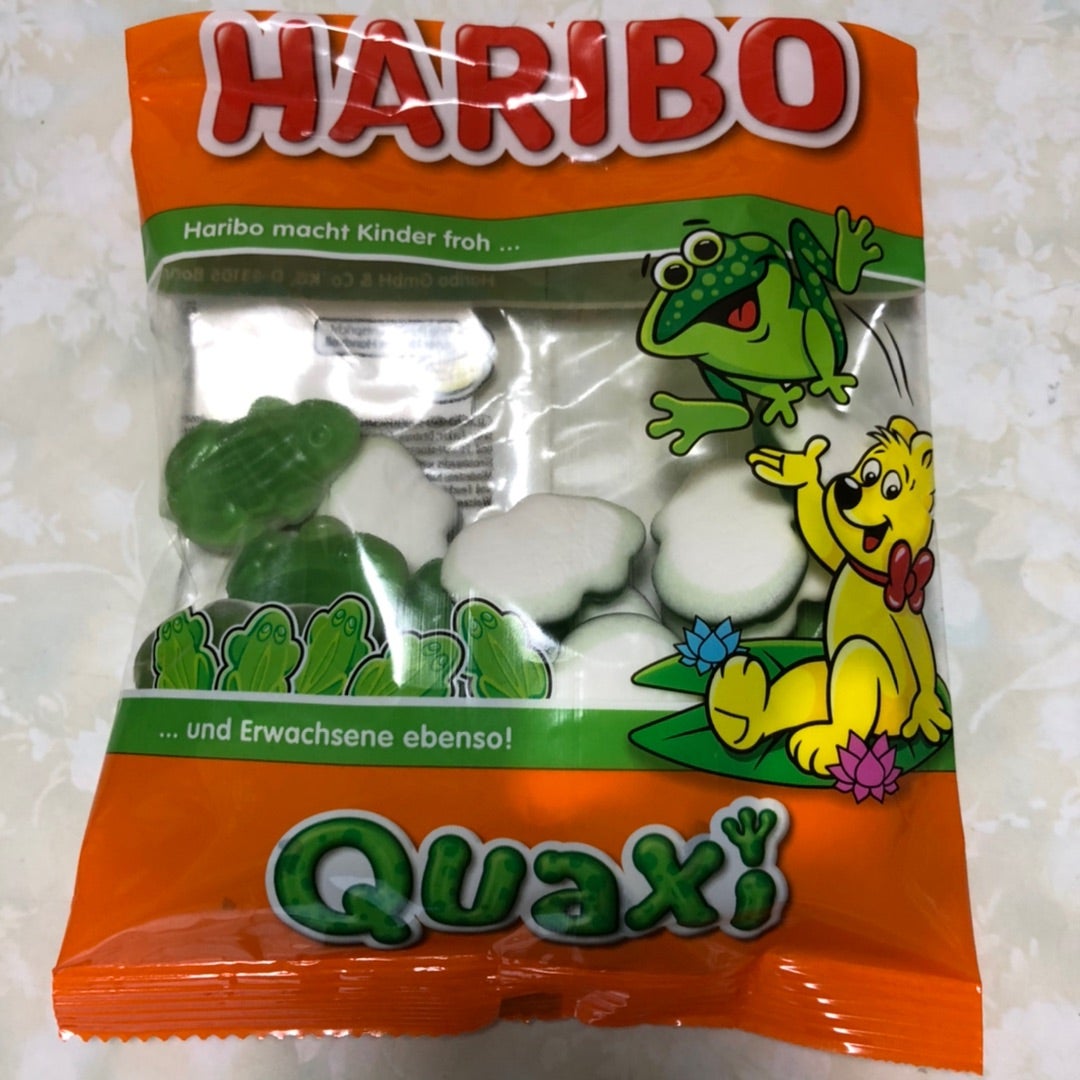 HARIBO
Haribo macht Kinder froh ...
... und Erwachsene ebenso!
Quaxi